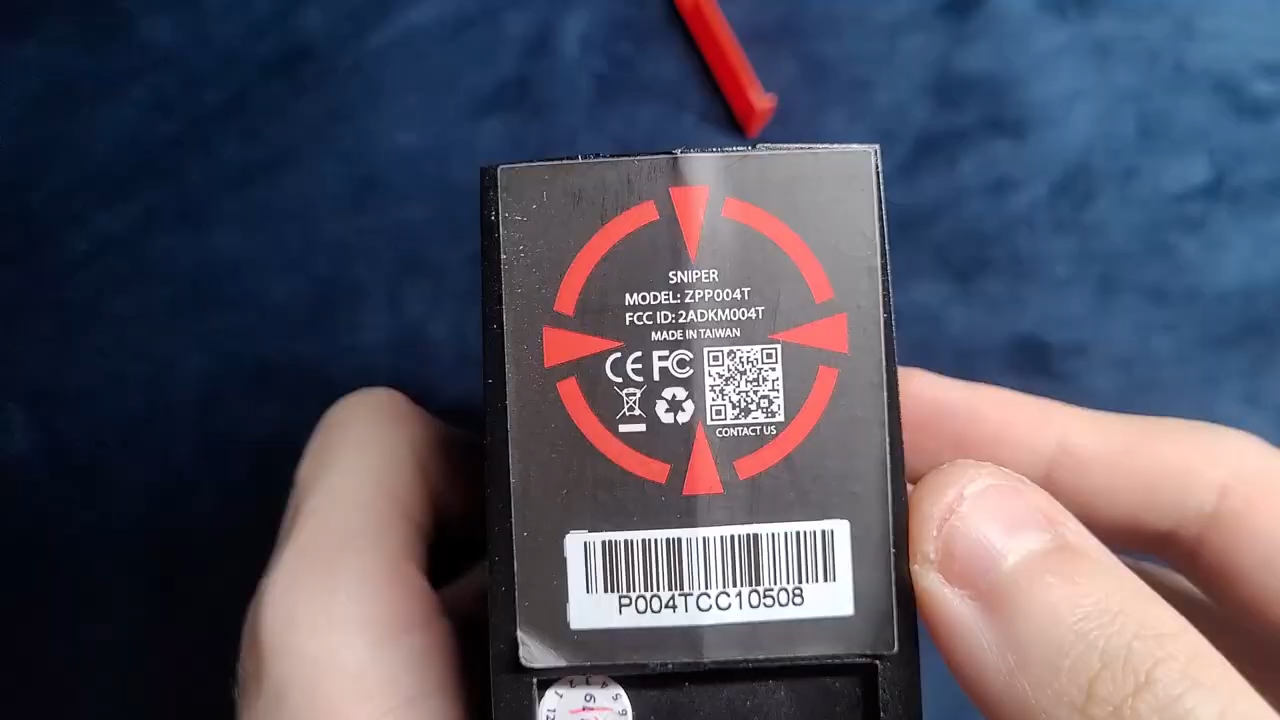 SNIPER
MODEL: ZPP004T
FCC ID: 2ADKM004T
MADE IN TAIWAN
CE FC
CONTACT US
P004TCC10508